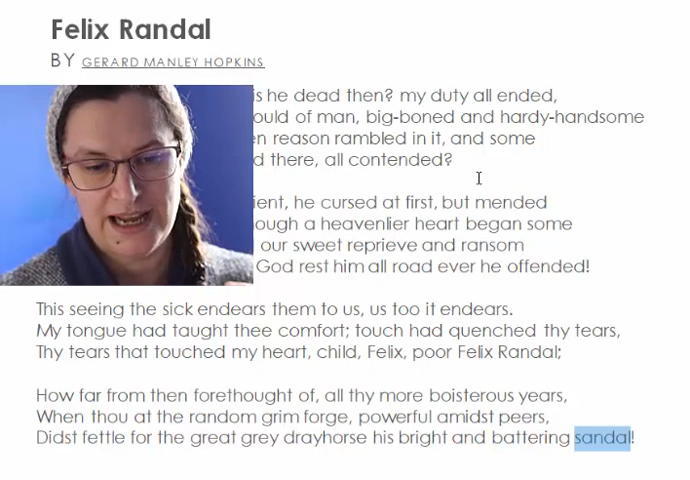 Felix Randal
BY GERARD MANLEY HOPKINS
is he dead then? my duty all ended,
of man, big-boned and hardy-handsome
reason rambled in it, and some
there, all contended?
he cursed at first, but mended
a heavenlier heart began some
our sweet reprieve and ransom
God rest him all road ever he offended!
This seeing the sick endears them to us, us too it endears.
My tongue had taught thee comfort; touch had quenched thy tears,
Thy tears that touched my heart, child, Felix, poor Felix Randal;
How far from then forethought of, all thy more boisterous years,
When thou at the random grim forge, powerful amidst peers,
Didst fettle for the great grey drayhorse his bright and battering sandal!